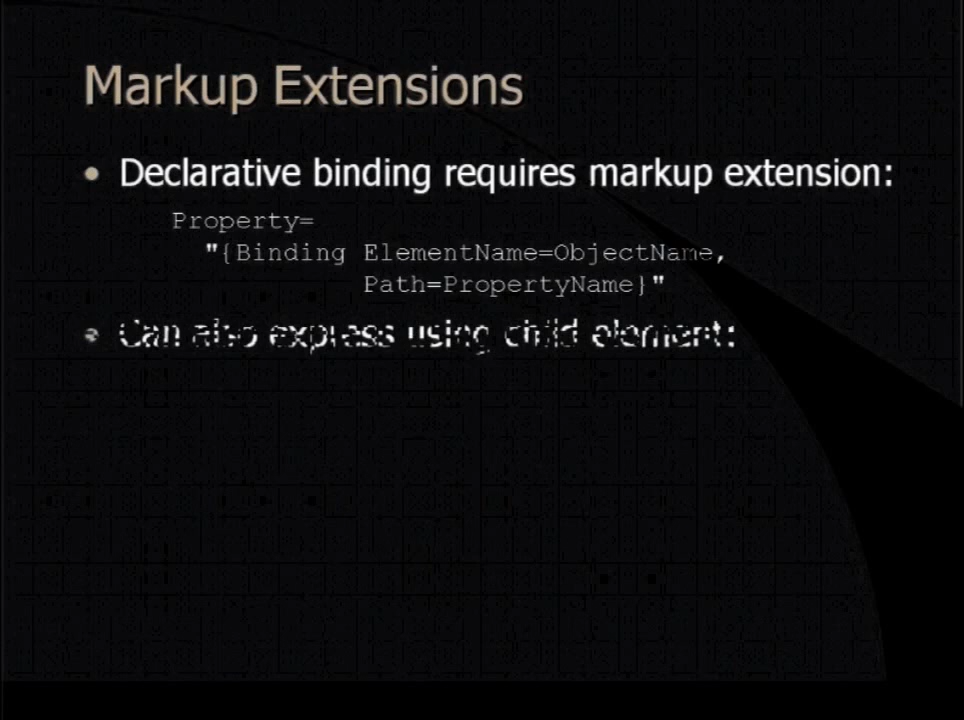 Markup Extensions
• Declarative binding requires markup extension:
Property=
"{Binding ElementName=ObjectName,
Path=PropertyName}"
• Can also express using child element: